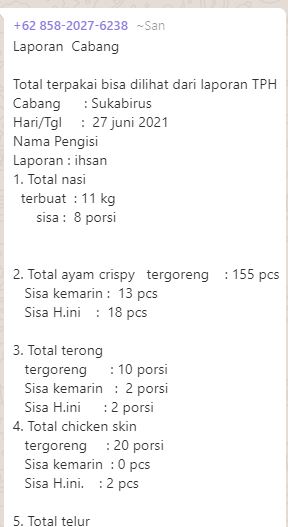 +62 858-2027-6238 ~San
Laporan Cabang
Total terpakai bisa dilihat dari laporan TPH
Cabang : Sukabirus
Hari/Tgl : 27 juni 2021
Nama Pengisi
Laporan : ihsan
1. Total nasi
terbuat : 11 kg
sisa : 8 porsi
2. Total ayam crispy tergoreng : 155 pcs
Sisa kemarin : 13 pcs
Sisa H.ini : 18 pcs
3. Total terong
tergoreng : 10 porsi
Sisa kemarin : 2 porsi
Sisa H.ini : 2 porsi
4. Total chicken skin
tergoreng : 20 porsi
Sisa kemarin : 0 pcs
Sisa H.ini. : 2 pcs
5. Total telur